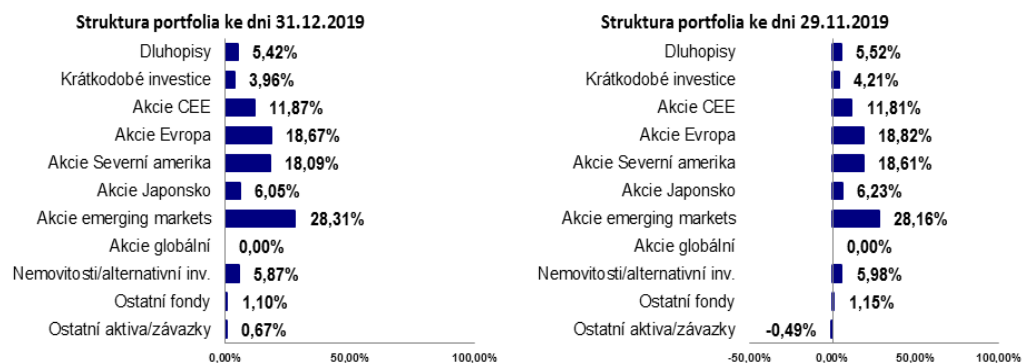 Struktura portfolia ke dni 31.12.2019
Dluhopisy 5,42%
Krátkodobé investice 3,96%
Akcie CEE 11,87%
Akcie Evropa 18,67%
Akcie Severní amerika 18,09%
Akcie Japonsko 6,05%
Akcie emerging markets 28,31%
Akcie globální 0,00%
Nemovitosti/alternativní inv. 5,87%
Ostatní fondy 1,10%
Ostatní aktiva/závazky 0,67%
0,00% 50,00% 100,00%
Struktura portfolia ke dni 29.11.2019
Dluhopisy 5,52%
Krátkodobé investice 4,21%
Akcie CEE 11,81%
Akcie Evropa 18,82%
Akcie Severní amerika 18,61%
Akcie Japonsko 6,23%
Akcie emerging markets 28,16%
Akcie globální 0,00%
Nemovitosti/alternativní inv. 5,98%
Ostatní fondy 1,15%
Ostatní aktiva/závazky -0,49%
-50,00% 0,00% 50,00% 100,00%